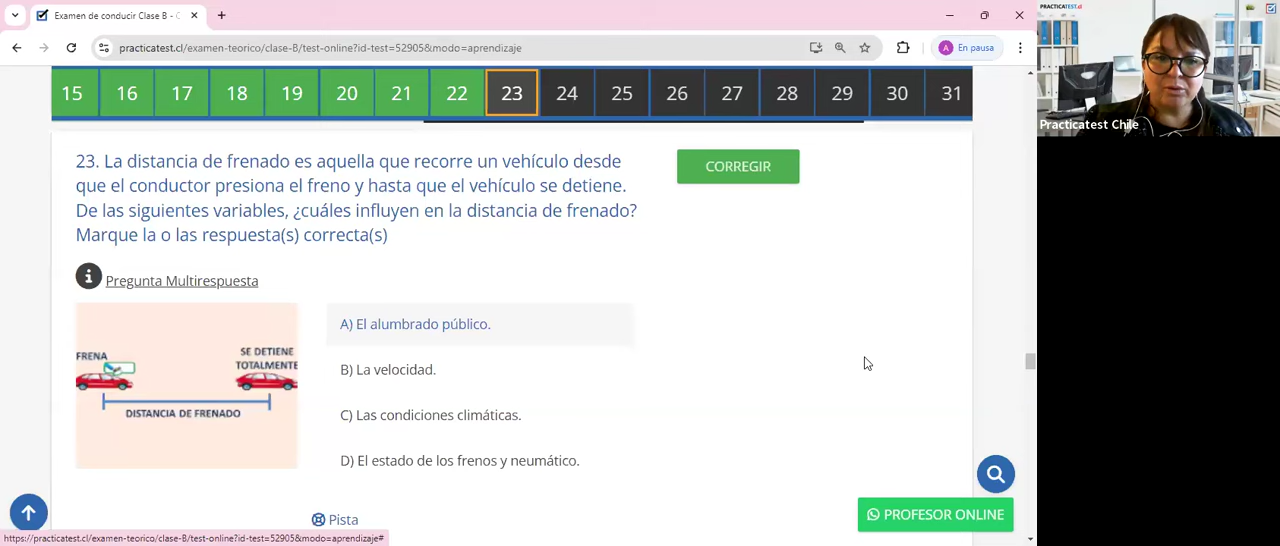 Examen de conducir Clase B - C
practicatest.cl/examen-teorico/clase-B/test-online?id-test=52905&modo=aprendizaje
A
En pausa
PRACTICATEST.cl
Practicatest Chile
15 16 17 18 19 20 21 22 23 24 25 26 27 28 29 30 31
23. La distancia de frenado es aquella que recorre un vehículo desde
que el conductor presiona el freno y hasta que el vehículo se detiene.
De las siguientes variables, ¿cuáles influyen en la distancia de frenado?
Marque la o las respuesta(s) correcta(s)
CORREGIR
Pregunta Multirespuesta
FRENA
SE DETIENE
TOTALMENTE
DISTANCIA DE FRENADO
A) El alumbrado público.
B) La velocidad.
C) Las condiciones climáticas.
D) El estado de los frenos y neumático.
Pista
PROFESOR ONLINE
https://practicatest.cl/examen-teorico/clase-B/test-online?id-test=52905&modo=aprendizaje#